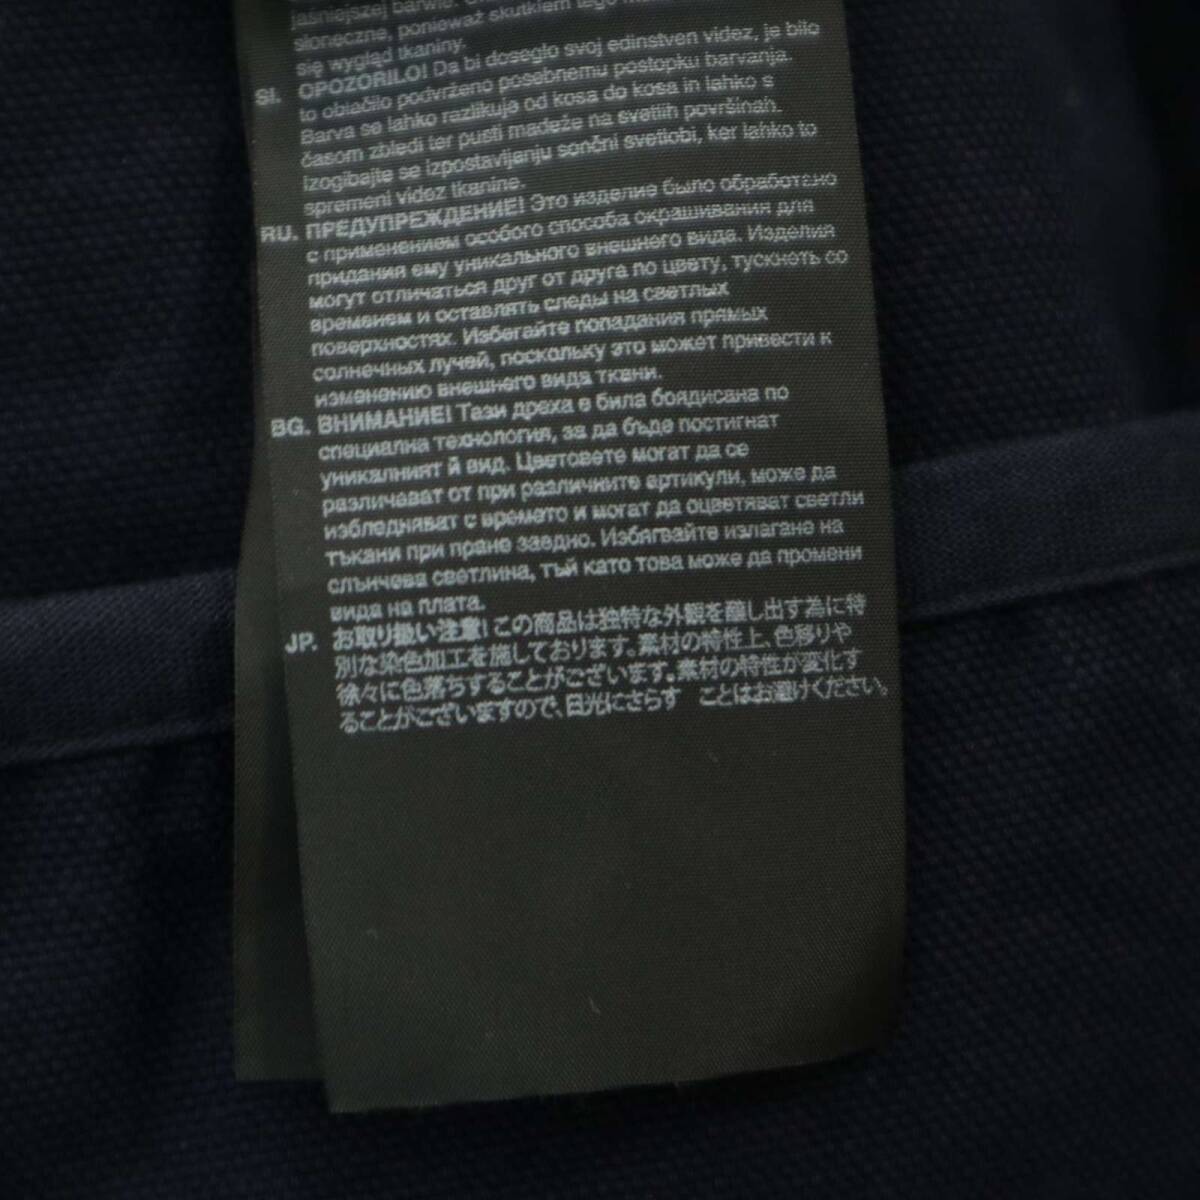 jaśniejszej barwie.
słoneczne, ponieważ skutkiem tego
się wygląd tkaniny.
SI. OPOZORILO! Da bi doseglo svoj edinstven videz, je bilo
to oblačilo podvrženo posebnemu postopku barvanja.
Barva se lahko razlikuje od kosa do kosa in lahko s
časom zbledi ter pusti madeže na svetlih površinah.
Izogibajte se izpostavljanju sončni svetlobi, ker lahko to
spremeni videz tkanine.
RU. ПРЕДУПРЕЖДЕНИЕ! Это изделие было обработано
с применением особого способа окрашивания для
придания ему уникального внешнего вида. Изделия
могут отличаться друг от друга по цвету, тускнеть со
временем и оставлять следы на светлых
поверхностях. Избегайте попадания прямых
солнечных лучей, поскольку это может привести к
изменению внешнего вида ткани.
BG. ВНИМАНИЕ! Тази дреха е била боядисана по
специална технология, за да бъде постигнат
уникалният й вид. Цветовете могат да се
различават от при различните артикули, може да
избледняват с времето и могат да оцветяват светли
тъкани при пране заедно. Избягвайте излагане на
слънчева светлина, тъй като това може да промени
вида на плата.
JP. お取り扱い注意!この商品は独特な外観を醸し出す為に特
別な染色加工を施しております。素材の特性上、色移りや
徐々に色落ちすることがございます。素材の特性が変化す
ることがございますので、日光にさらす ことはお避けください。